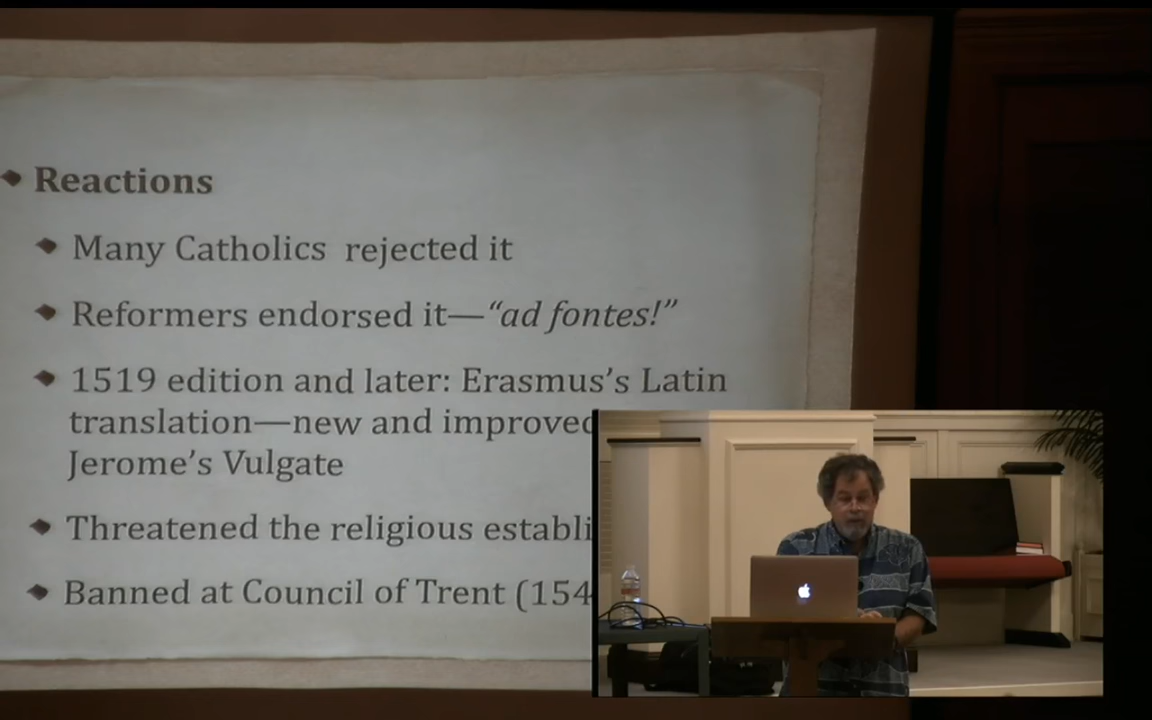 Reactions
Many Catholics rejected it
Reformers endorsed it—“ad fontes!”
1519 edition and later: Erasmus’s Latin
translation—new and improved
Jerome’s Vulgate
Threatened the religious
Banned at Council of Trent